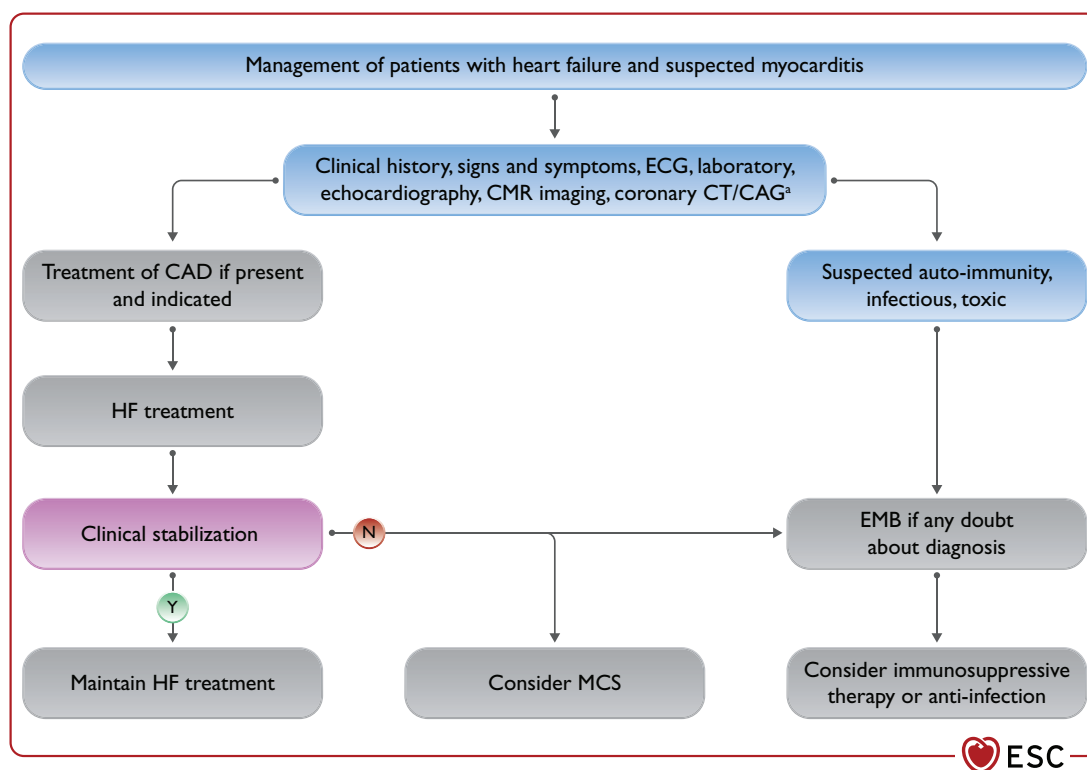 Management of patients with heart failure and suspected myocarditis
Clinical history, signs and symptoms, ECG, laboratory,
echocardiography, CMR imaging, coronary CT/CAGᵃ
Treatment of CAD if present
and indicated
Suspected auto-immunity,
infectious, toxic
HF treatment
Clinical stabilization
N
EMB if any doubt
about diagnosis
Y
Maintain HF treatment
Consider MCS
Consider immunosuppressive
therapy or anti-infection
ESC